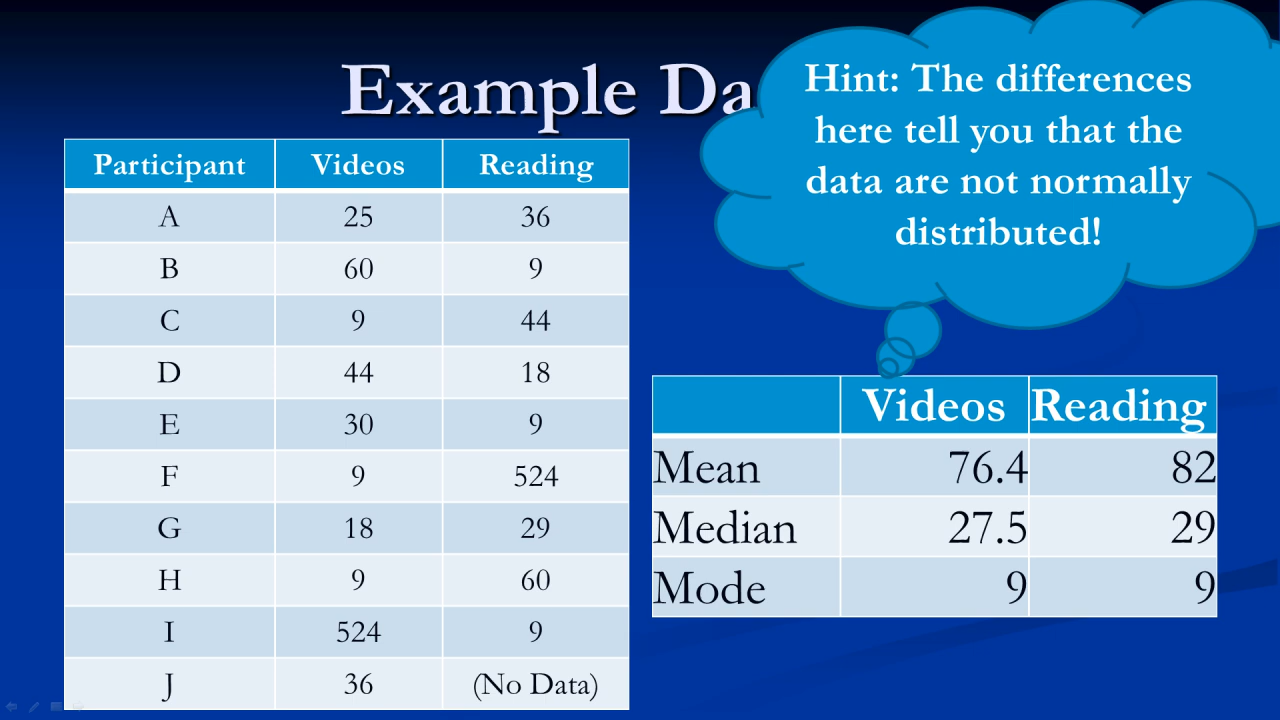 Example Da
Hint: The differences
here tell you that the
data are not normally
distributed!
Participant Videos Reading
A 25 36
B 60 9
C 9 44
D 44 18
E 30 9
F 9 524
G 18 29
H 9 60
I 524 9
J 36 (No Data)
Videos Reading
Mean 76.4 82
Median 27.5 29
Mode 9 9